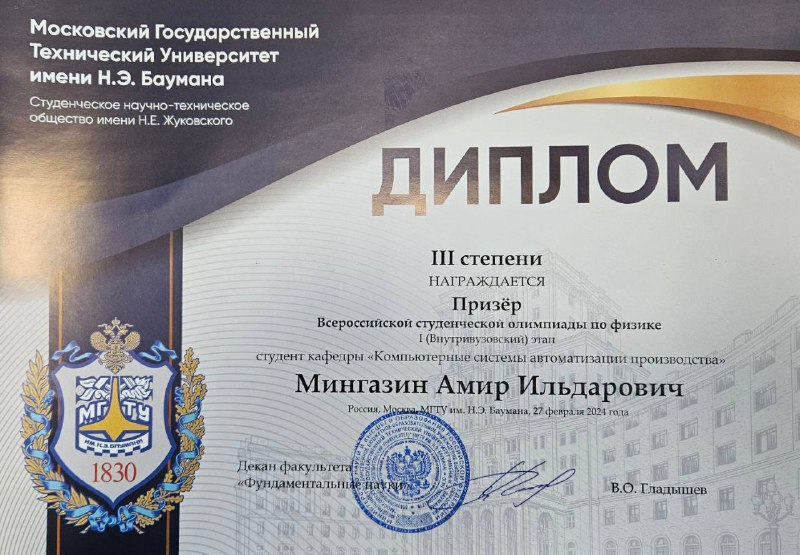 Московский Государственный
Технический Университет
имени Н.Э. Баумана
Студенческое научно-техническое
общество имени Н.Е. Жуковского
ДИПЛОМ
III степени
НАГРАЖДАЕТСЯ
Призёр
Всероссийской студенческой олимпиады по физике
I (Внутривузовский) этап
студент кафедры «Компьютерные системы автоматизации производства»
Мингазин Амир Ильдарович
Россия, Москва, МГТУ им. Н.Э. Баумана, 27 февраля 2024 года
МГТУ
ИМ. Н.Э. БАУМАНА
1830
Декан факультета
«Фундаментальные науки»
В.О. Гладышев